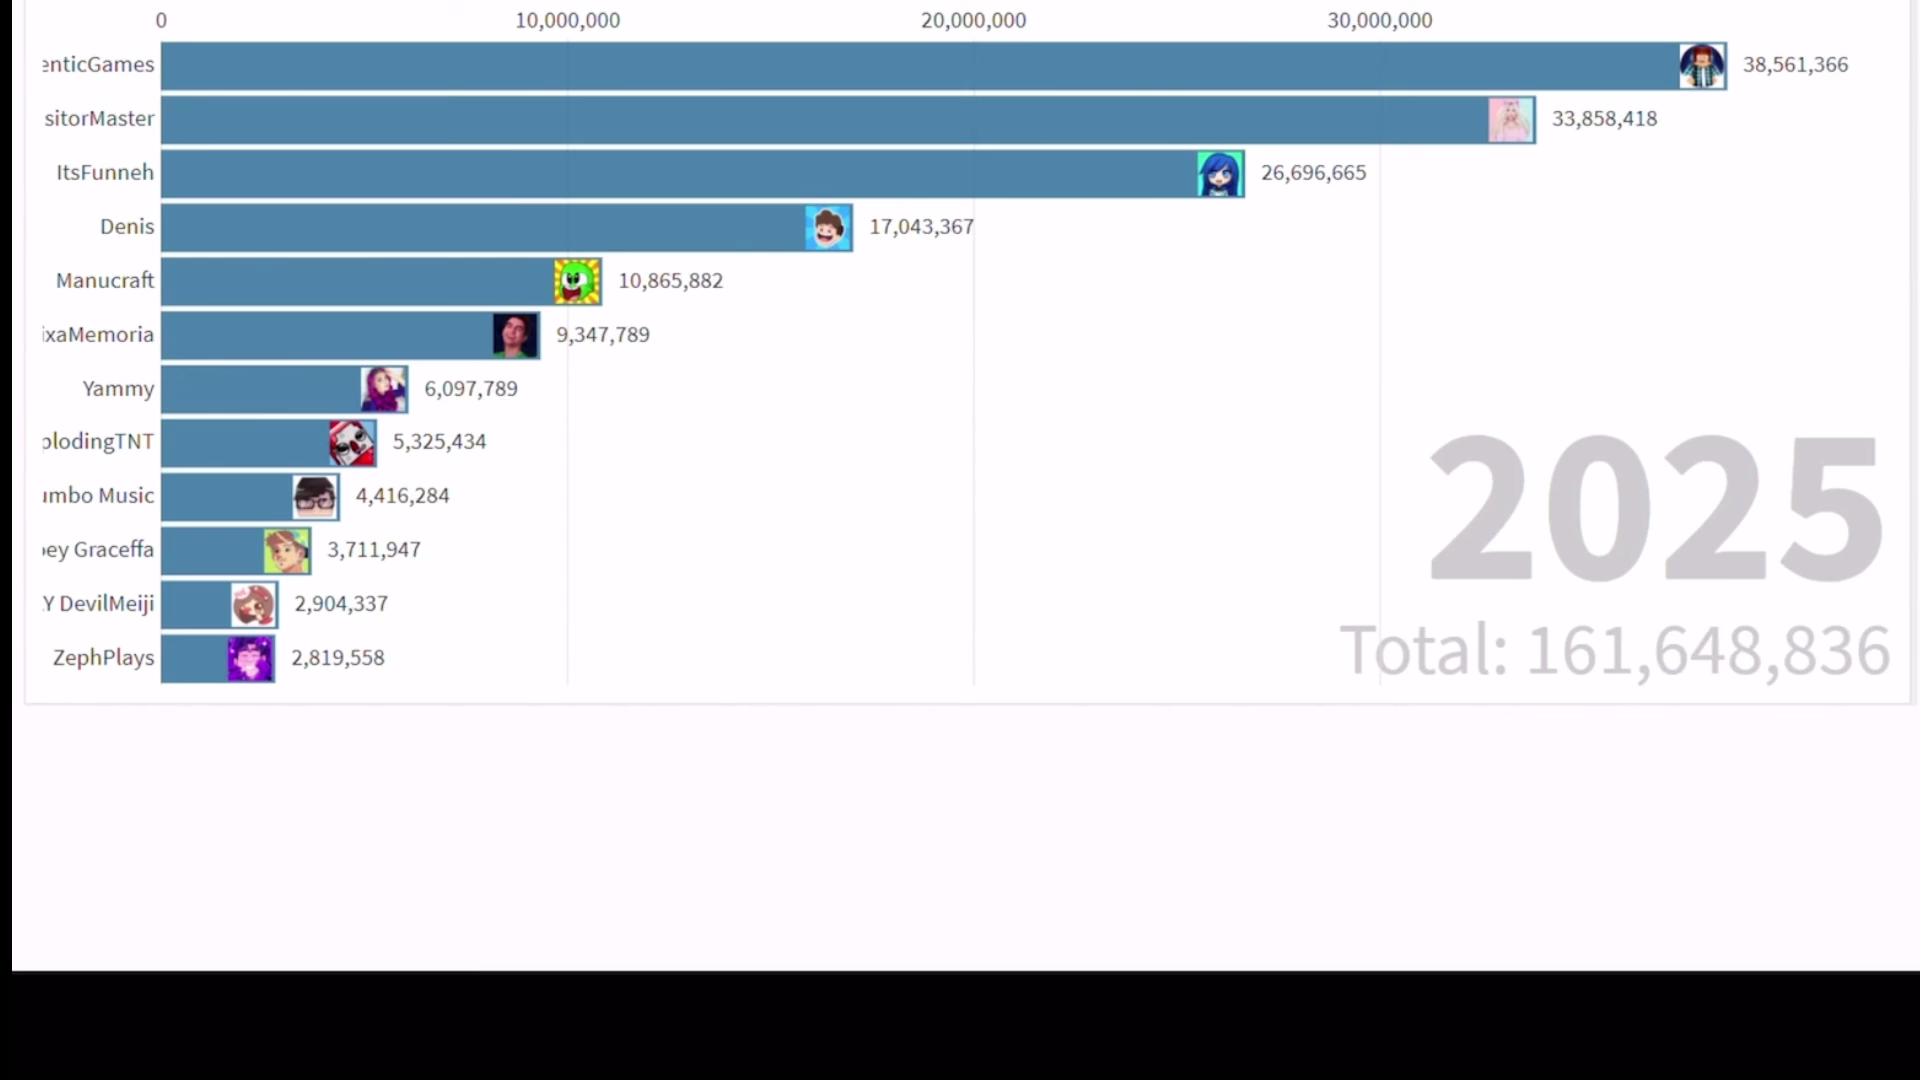 0 10,000,000 20,000,000 30,000,000
enticGames 38,561,366
sitorMaster 33,858,418
ItsFunneh 26,696,665
Denis 17,043,367
Manucraft 10,865,882
ixaMemoria 9,347,789
Yammy 6,097,789
plodingTNT 5,325,434
umbo Music 4,416,284
oey Graceffa 3,711,947
Y DevilMeiji 2,904,337
ZephPlays 2,819,558
2025
Total: 161,648,836